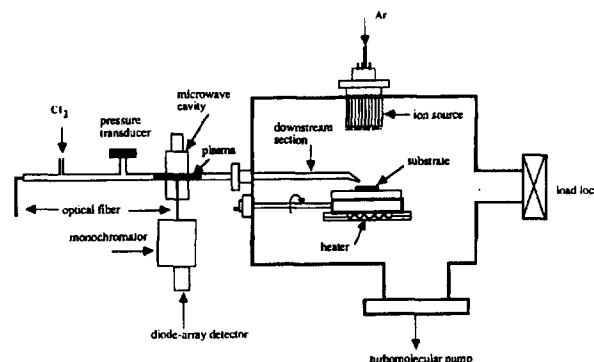 Ar
microwave
cavity
Cl2
pressure
transducer
plasma
downstream
section
ion source
substrate
load loc
optical fiber
heater
monochromator
diode-array detector
turbomolecular pump